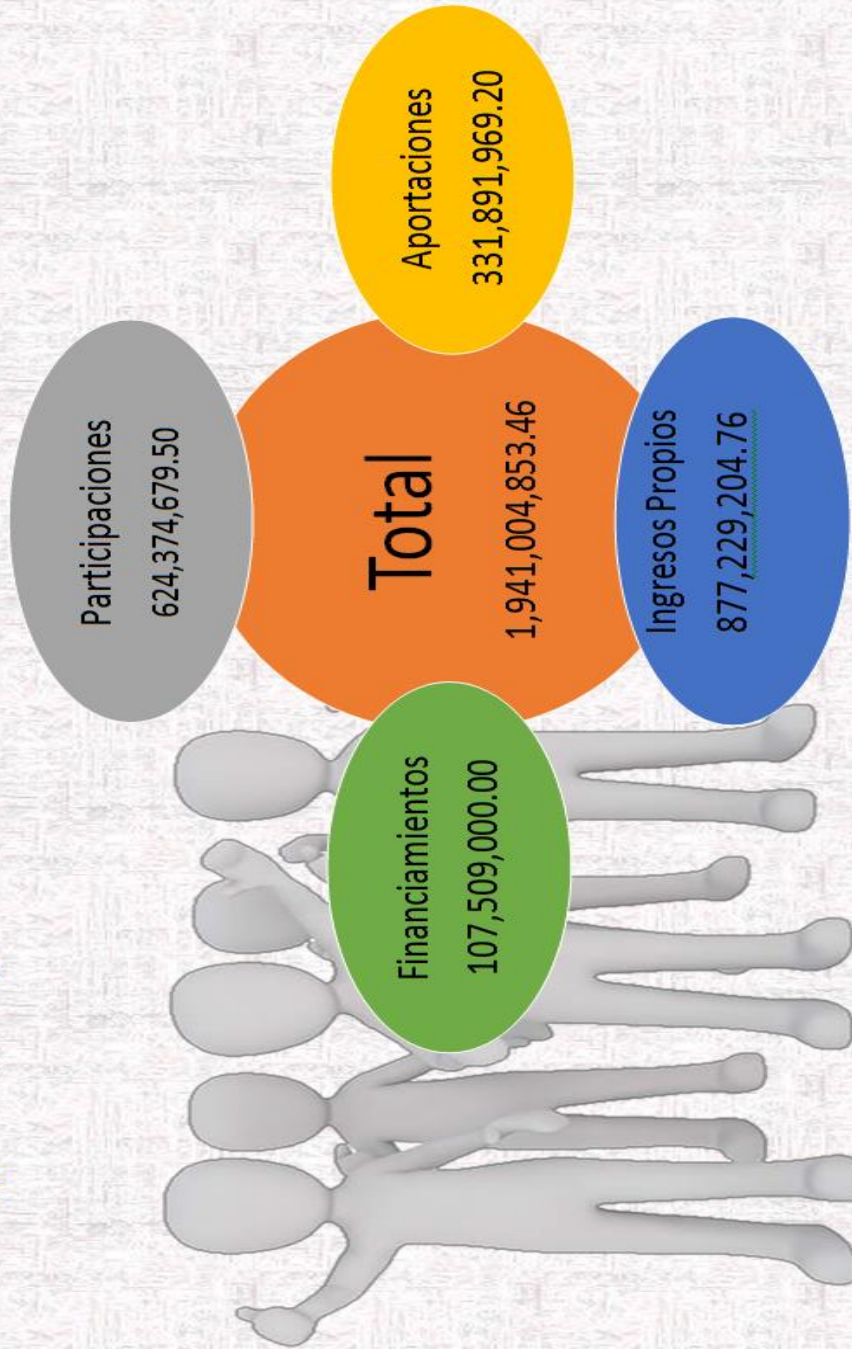 Participaciones
624,374,679.50
Financiamientos
107,509,000.00
Total
1,941,004,853.46
Aportaciones
331,891,969.20
Ingresos Propios
877,229,204.76